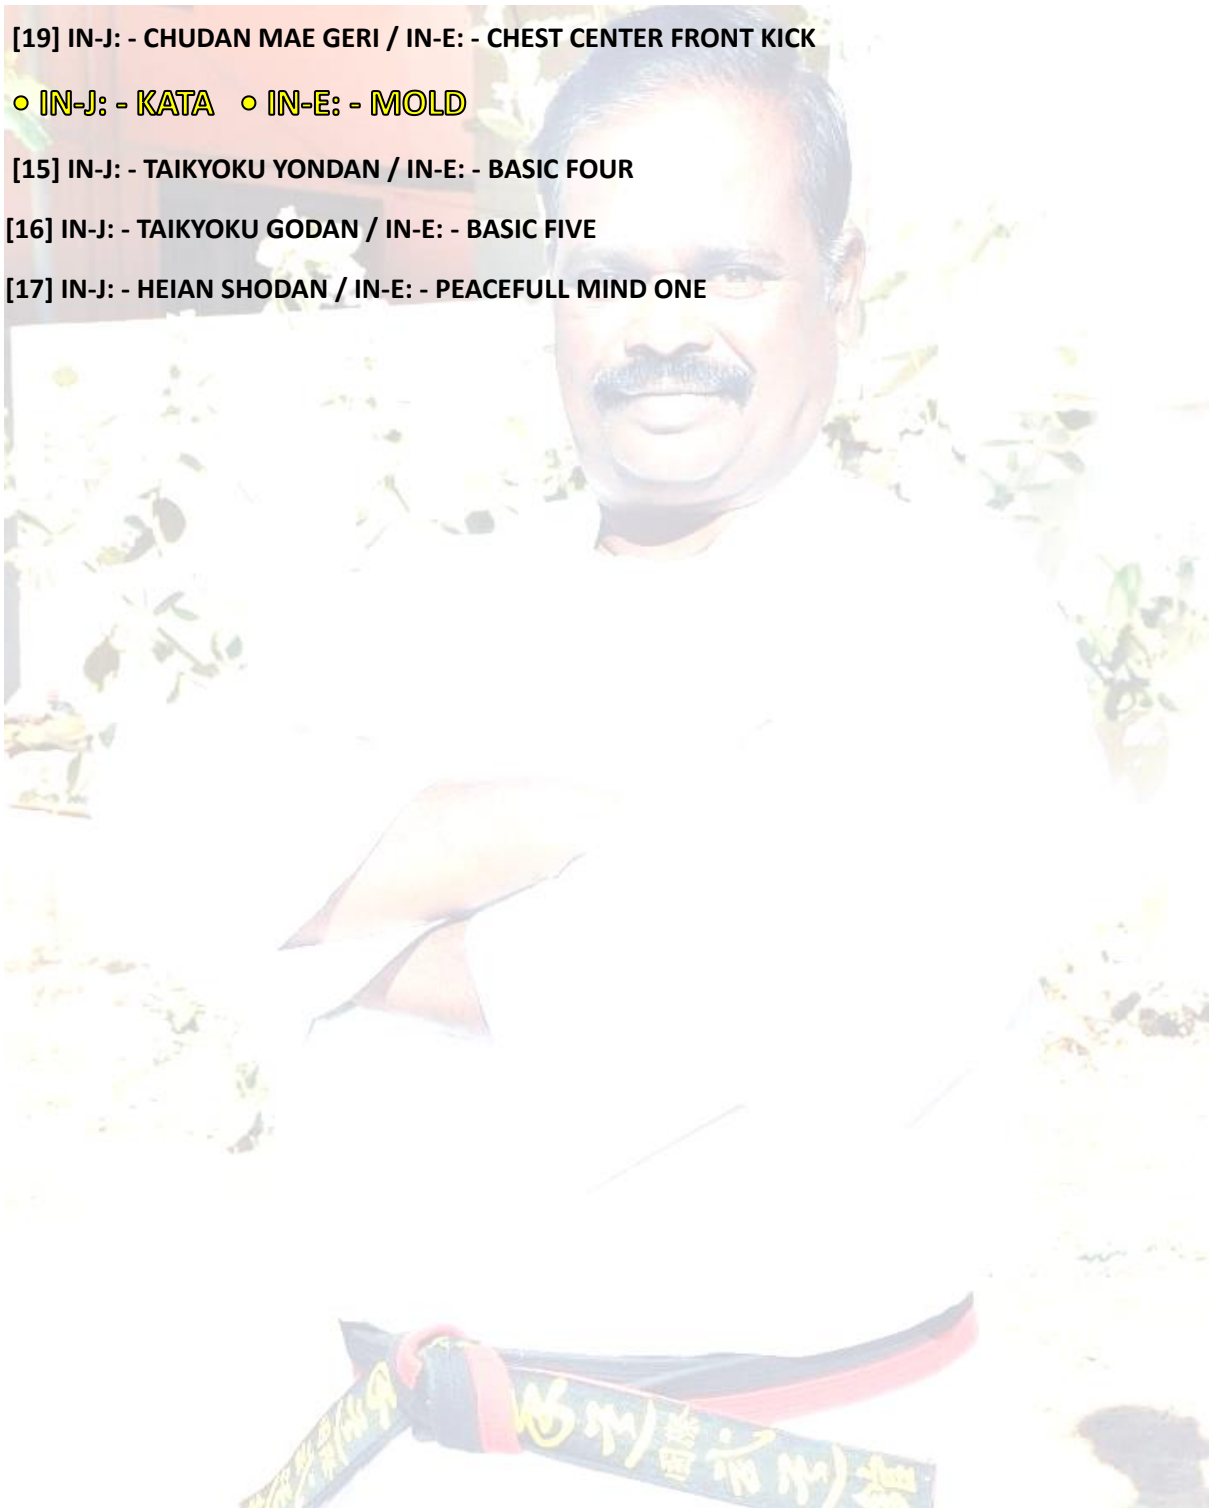 [19] IN-J: - CHUDAN MAE GERI / IN-E: - CHEST CENTER FRONT KICK
• IN-J: - KATA • IN-E: - MOLD
[15] IN-J: - TAIKYOKU YONDAN / IN-E: - BASIC FOUR
[16] IN-J: - TAIKYOKU GODAN / IN-E: - BASIC FIVE
[17] IN-J: - HEIAN SHODAN / IN-E: - PEACEFULL MIND ONE